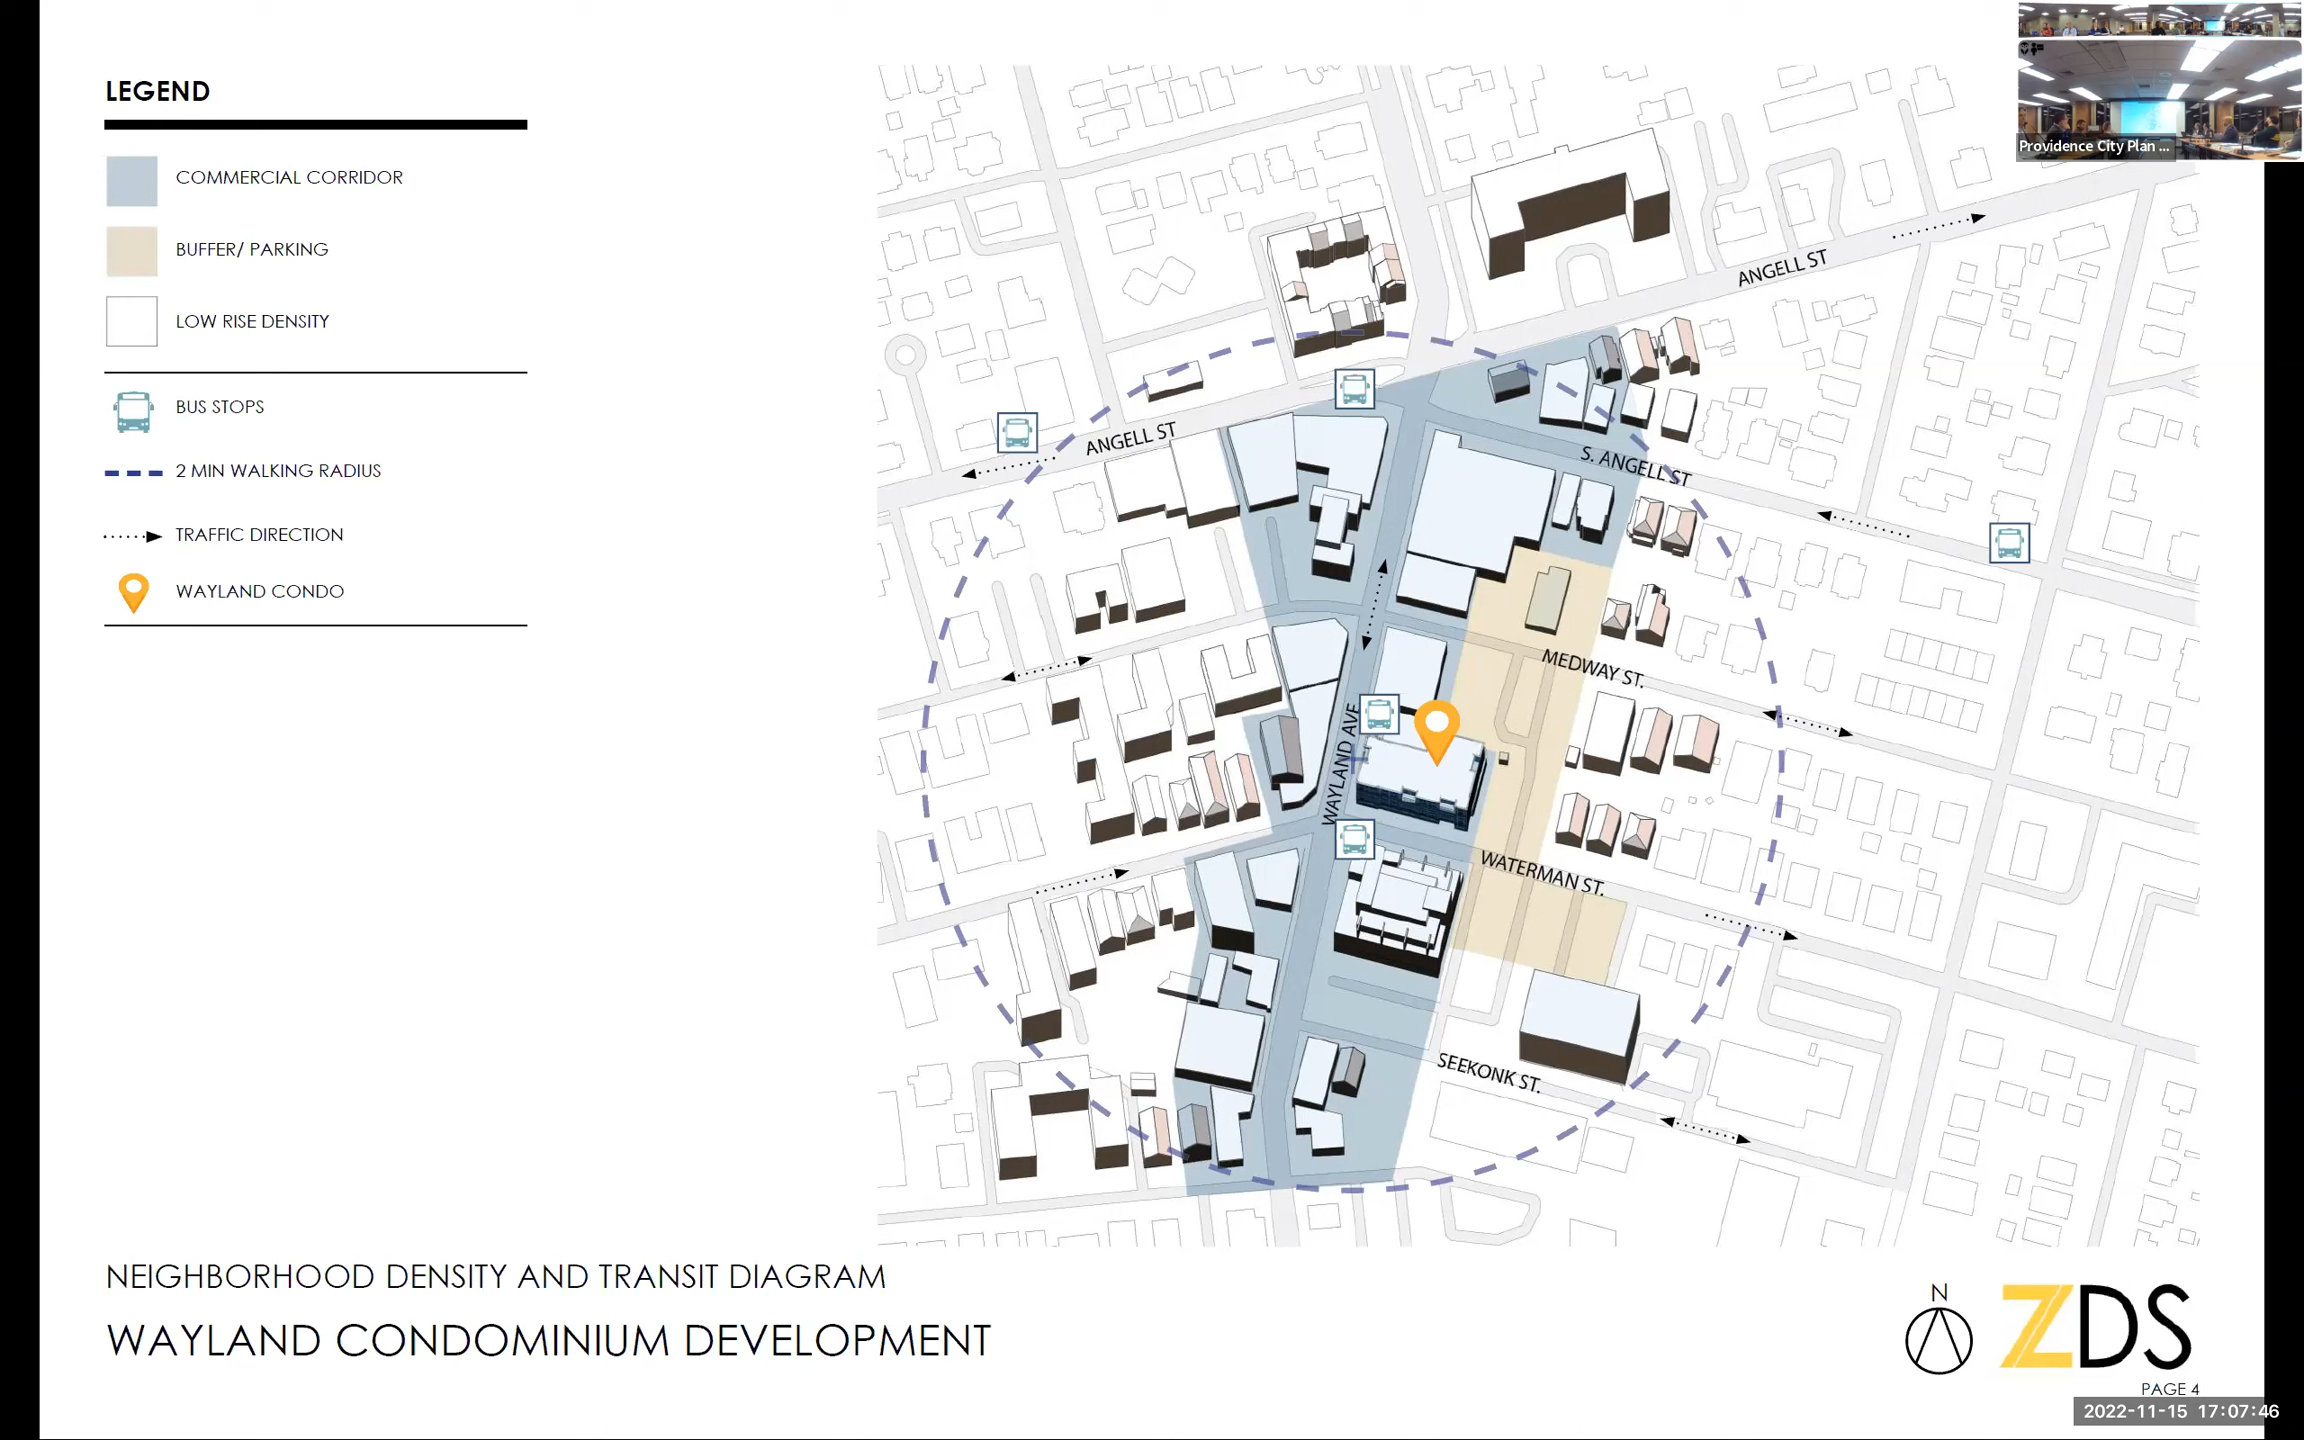 LEGEND
COMMERCIAL CORRIDOR
BUFFER/ PARKING
LOW RISE DENSITY
BUS STOPS
2 MIN WALKING RADIUS
TRAFFIC DIRECTION
WAYLAND CONDO
Providence City Plan ...
ANGELL ST
ANGELL ST
S. ANGELL ST
MEDWAY ST.
WAYLAND AVE
WATERMAN ST.
SEEKONK ST.
NEIGHBORHOOD DENSITY AND TRANSIT DIAGRAM
WAYLAND CONDOMINIUM DEVELOPMENT
N
ZDS
PAGE 4
2022-11-15 17:07:46